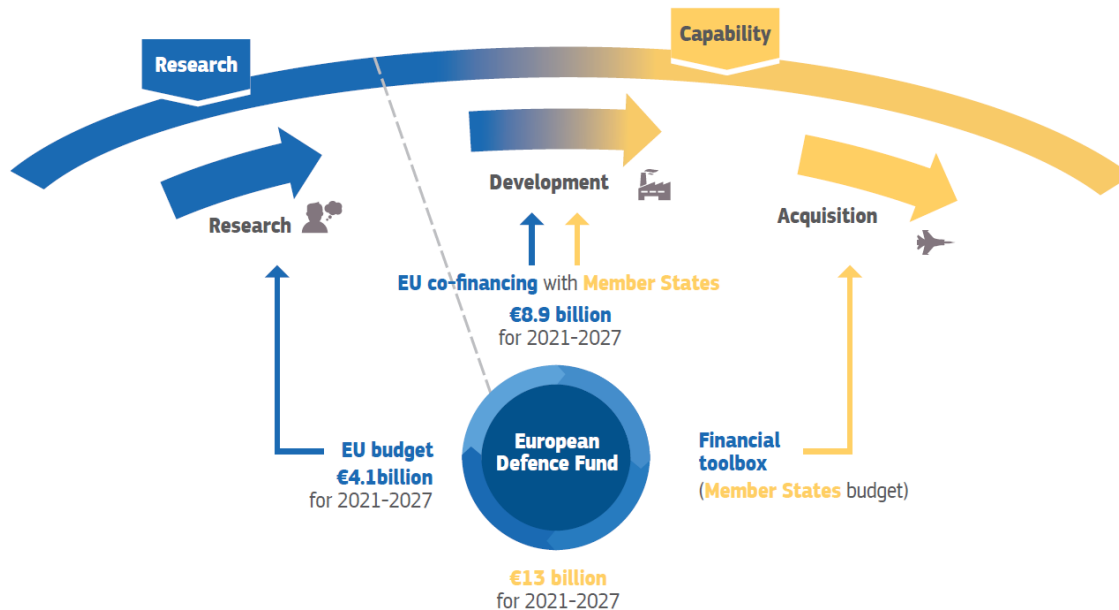 Research
Capability
Research
Development
Acquisition
EU co-financing with Member States
€8.9 billion
for 2021-2027
EU budget
€4.1billion
for 2021-2027
European
Defence Fund
Financial
toolbox
(Member States budget)
€13 billion
for 2021-2027